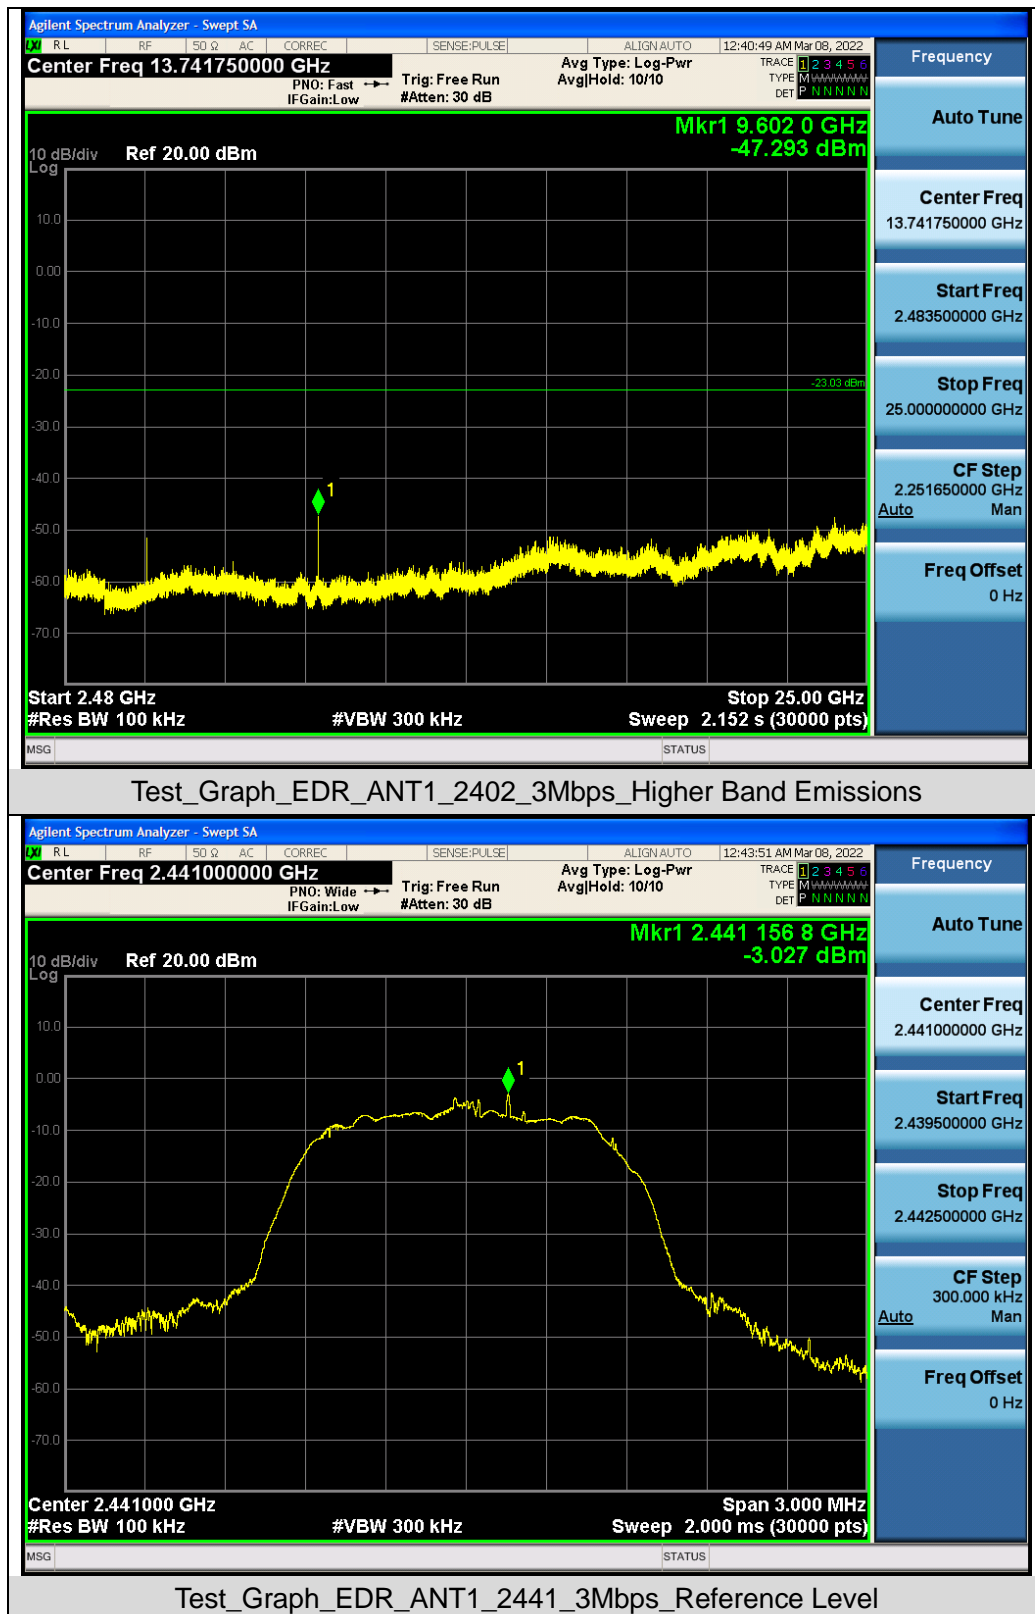 Agilent Spectrum Analyzer - Swept SA
LXI RL RF 50 Ω AC CORREC SENSE:PULSE ALIGN AUTO 12:40:49 AM Mar 08, 2022
Center Freq 13.741750000 GHz
PNO: Fast
IFGain:Low
Trig: Free Run
#Atten: 30 dB
Avg Type: Log-Pwr
Avg|Hold: 10/10
TRACE 1 2 3 4 5 6
TYPE M WWWWW
DET P N N N N N
Mkr1 9.602 0 GHz
-47.293 dBm
10 dB/div Ref 20.00 dBm
Log
10.0
0.00
-10.0
-20.0
-23.03 dBm
-30.0
-40.0
1
-50.0
-60.0
-70.0
Start 2.48 GHz Stop 25.00 GHz
#Res BW 100 kHz #VBW 300 kHz Sweep 2.152 s (30000 pts)
MSG STATUS
Frequency
Auto Tune
Center Freq
13.741750000 GHz
Start Freq
2.483500000 GHz
Stop Freq
25.000000000 GHz
CF Step
2.251650000 GHz
Auto Man
Freq Offset
0 Hz
Test_Graph_EDR_ANT1_2402_3Mbps_Higher Band Emissions
Agilent Spectrum Analyzer - Swept SA
LXI RL RF 50 Ω AC CORREC SENSE:PULSE ALIGN AUTO 12:43:51 AM Mar 08, 2022
Center Freq 2.441000000 GHz
PNO: Wide
IFGain:Low
Trig: Free Run
#Atten: 30 dB
Avg Type: Log-Pwr
Avg|Hold: 10/10
TRACE 1 2 3 4 5 6
TYPE M WWWWW
DET P N N N N N
Mkr1 2.441 156 8 GHz
-3.027 dBm
10 dB/div Ref 20.00 dBm
Log
10.0
0.00
1
-10.0
-20.0
-30.0
-40.0
-50.0
-60.0
-70.0
Center 2.441000 GHz Span 3.000 MHz
#Res BW 100 kHz #VBW 300 kHz Sweep 2.000 ms (30000 pts)
MSG STATUS
Frequency
Auto Tune
Center Freq
2.441000000 GHz
Start Freq
2.439500000 GHz
Stop Freq
2.442500000 GHz
CF Step
300.000 kHz
Auto Man
Freq Offset
0 Hz
Test_Graph_EDR_ANT1_2441_3Mbps_Reference Level